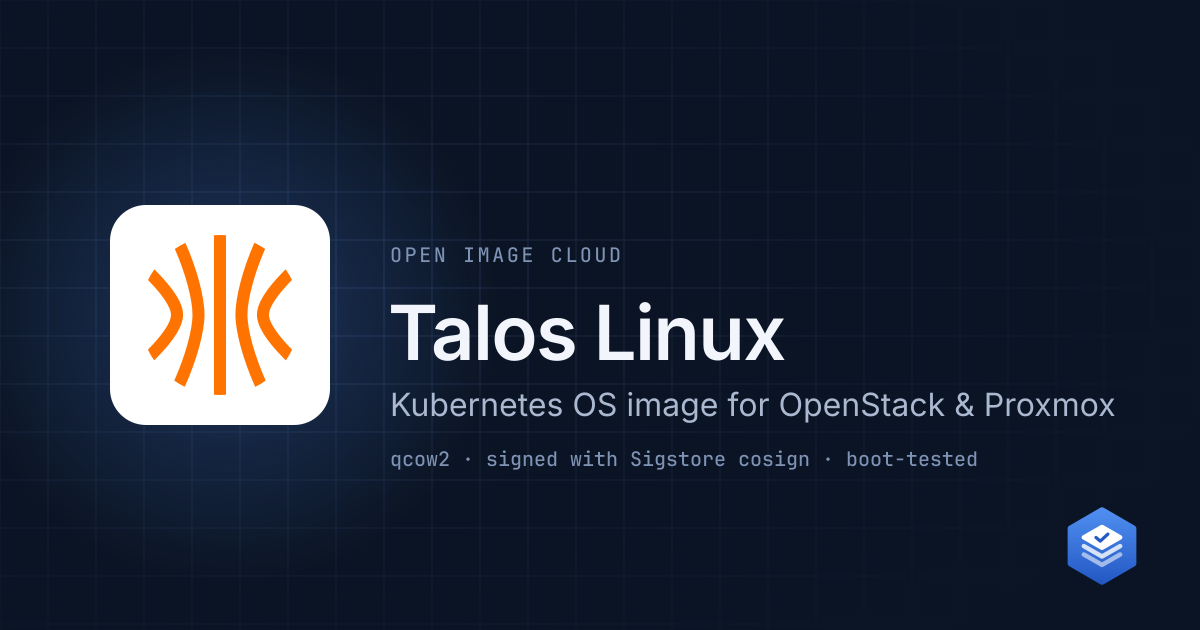 OPEN IMAGE CLOUD
Talos Linux
Kubernetes OS image for OpenStack & Proxmox
qcow2 · signed with Sigstore cosign · boot-tested